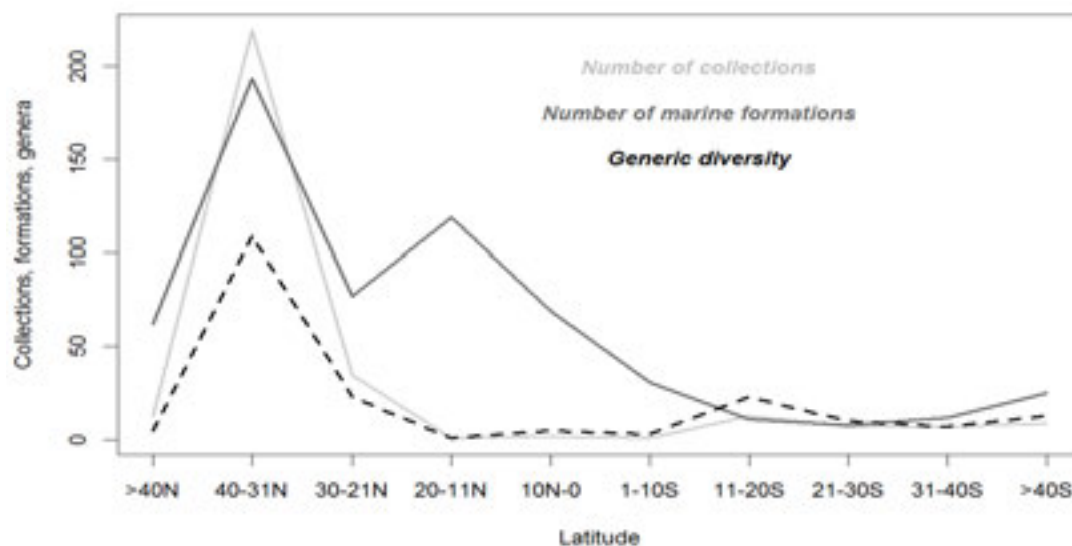 Number of collections
Number of marine formations
Generic diversity
Collections, formations, genera
200
150
100
50
0
>40N 40-31N 30-21N 20-11N 10N-0 1-10S 11-20S 21-30S 31-40S >40S
Latitude